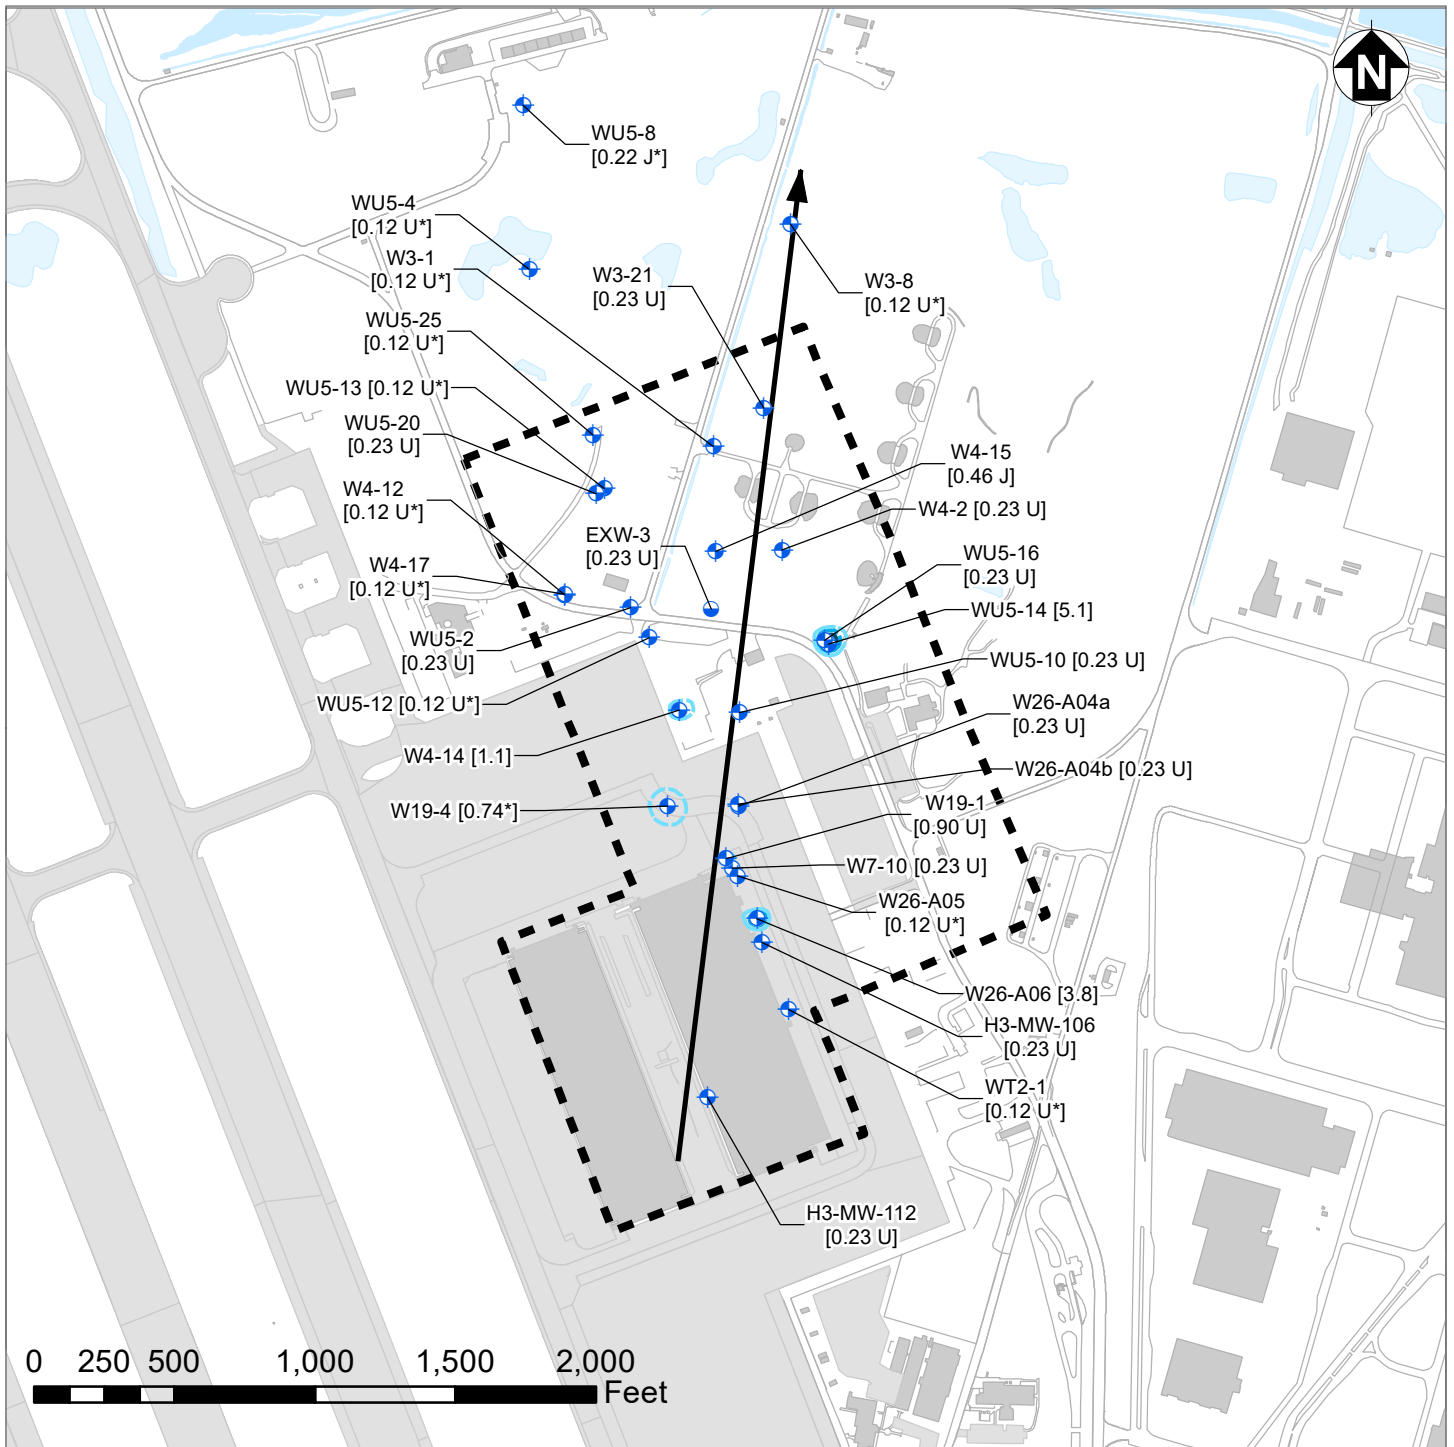 N
WU5-8
[0.22 J*]
WU5-4
[0.12 U*]
W3-1
[0.12 U*]
W3-21
[0.23 U]
W3-8
[0.12 U*]
WU5-25
[0.12 U*]
WU5-13 [0.12 U*]
WU5-20
[0.23 U]
W4-15
[0.46 J]
W4-12
[0.12 U*]
W4-2 [0.23 U]
EXW-3
[0.23 U]
WU5-16
[0.23 U]
W4-17
[0.12 U*]
WU5-14 [5.1]
WU5-2
[0.23 U]
WU5-10 [0.23 U]
WU5-12 [0.12 U*]
W26-A04a
[0.23 U]
W4-14 [1.1]
W26-A04b [0.23 U]
W19-4 [0.74*]
W19-1
[0.90 U]
W7-10 [0.23 U]
W26-A05
[0.12 U*]
W26-A06 [3.8]
H3-MW-106
[0.23 U]
WT2-1
[0.12 U*]
H3-MW-112
[0.23 U]
0 250 500 1,000 1,500 2,000
Feet